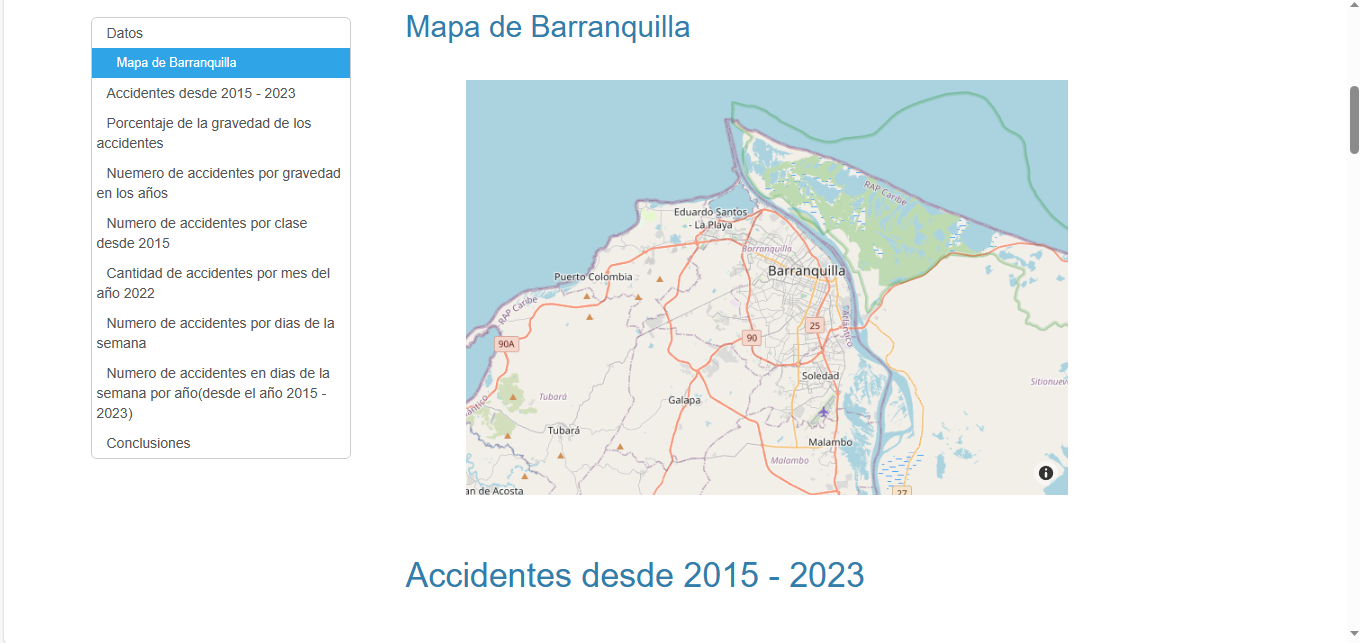 Datos
Mapa de Barranquilla
Accidentes desde 2015 - 2023
Porcentaje de la gravedad de los
accidentes
Nuemero de accidentes por gravedad
en los años
Numero de accidentes por clase
desde 2015
Cantidad de accidentes por mes del
año 2022
Numero de accidentes por dias de la
semana
Numero de accidentes en dias de la
semana por año(desde el año 2015 -
2023)
Conclusiones
Mapa de Barranquilla
RAP Caribe
Eduardo Santos
- La Playa
Barranquilla
Barranquilla
Puerto Colombia
RAP Caribe
Atlántico
25
90
90A
Soledad
Sitionuev
Tubará
Galapa
ántico
Tubará
Malambo
Malambo
an de Acosta
27
Accidentes desde 2015 - 2023